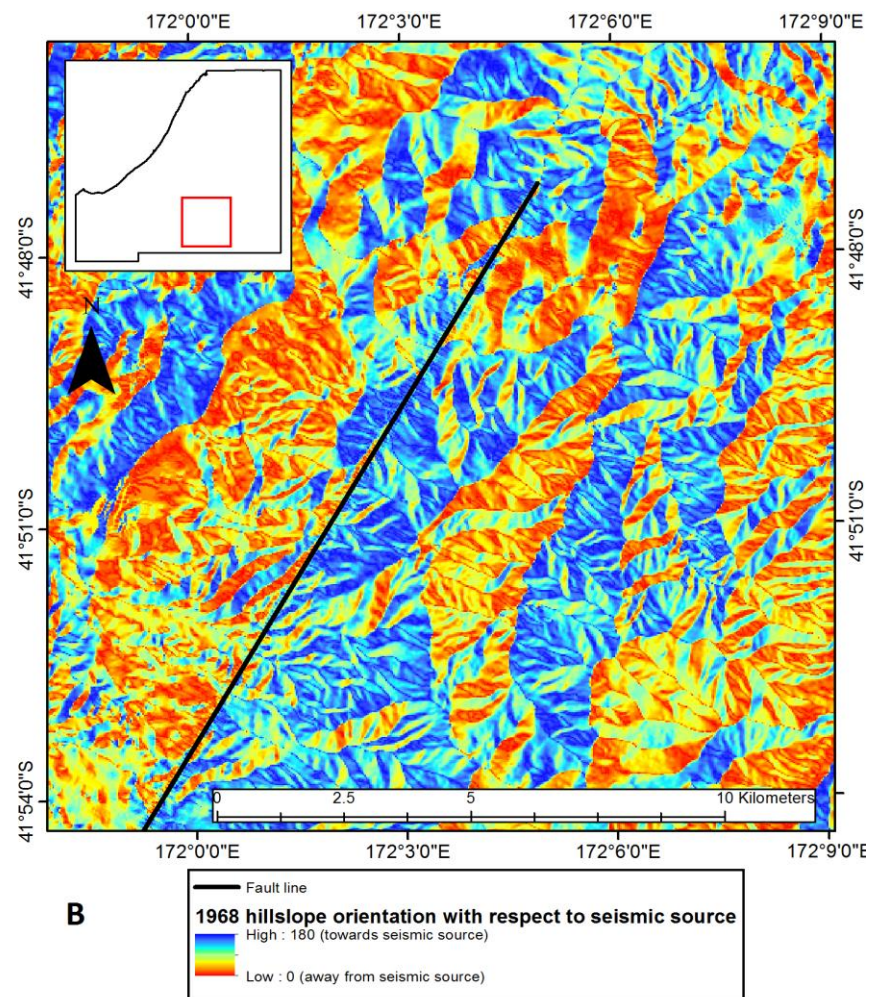 172°0'0"E 172°3'0"E 172°6'0"E 172°9'0"E
41°48'0"S 41°48'0"S
N
41°51'0"S 41°51'0"S
41°54'0"S
0 2.5 5 10 Kilometers
172°0'0"E 172°3'0"E 172°6'0"E 172°9'0"E
B
Fault line
1968 hillslope orientation with respect to seismic source
High : 180 (towards seismic source)
Low : 0 (away from seismic source)